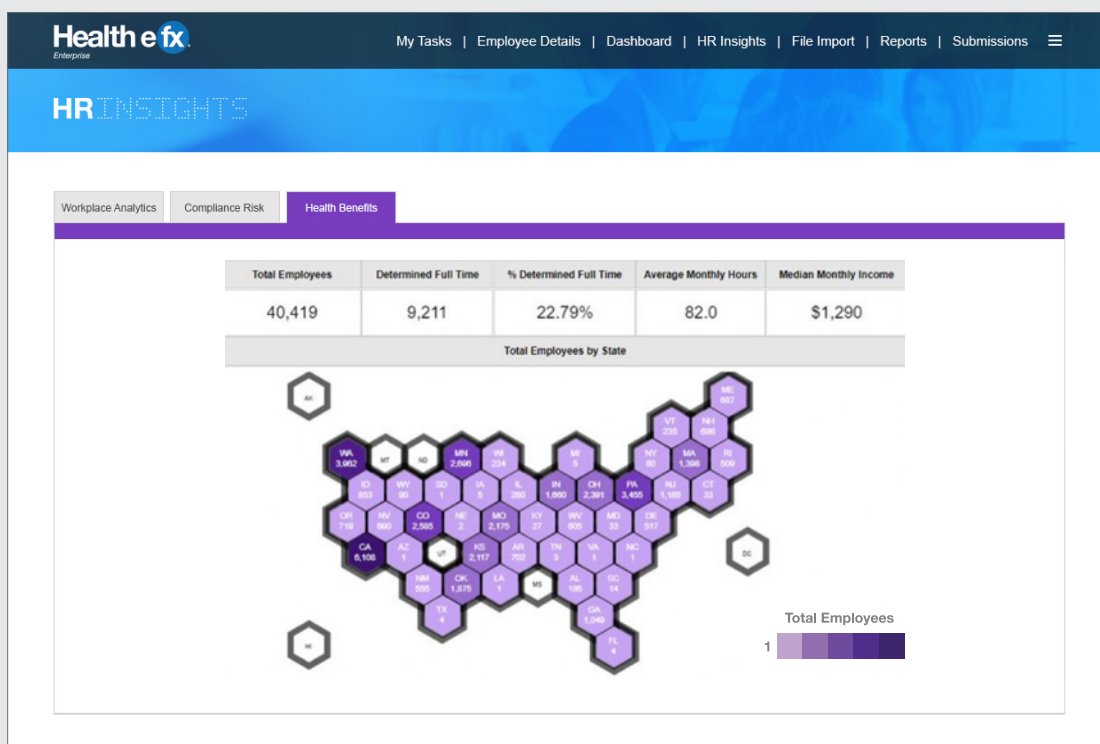 Health e fx.
Enterprise
My Tasks | Employee Details | Dashboard | HR Insights | File Import | Reports | Submissions
HR INSIGHTS
Workplace Analytics
Compliance Risk
Health Benefits
Total Employees
Determined Full Time
% Determined Full Time
Average Monthly Hours
Median Monthly Income
40,419
9,211
22.79%
82.0
$1,290
Total Employees by State
AK
ME
687
VT
235
NH
686
WA
3,962
MT
ND
MN
2,696
WI
234
MI
5
NY
80
MA
1,398
RI
509
ID
853
WY
90
SD
1
IA
5
IL
280
IN
1,660
OH
2,391
PA
3,455
NJ
1,185
CT
33
OR
719
NV
CO
2,585
NE
2
MO
2,175
KY
27
WV
605
MD
33
DE
517
CA
6,108
AZ
1
UT
KS
2,117
AR
702
TN
3
VA
1
NC
1
DC
NM
555
OK
1,875
LA
1
MS
AL
SC
14
TX
4
GA
1,049
FL
4
HI
Total Employees
1